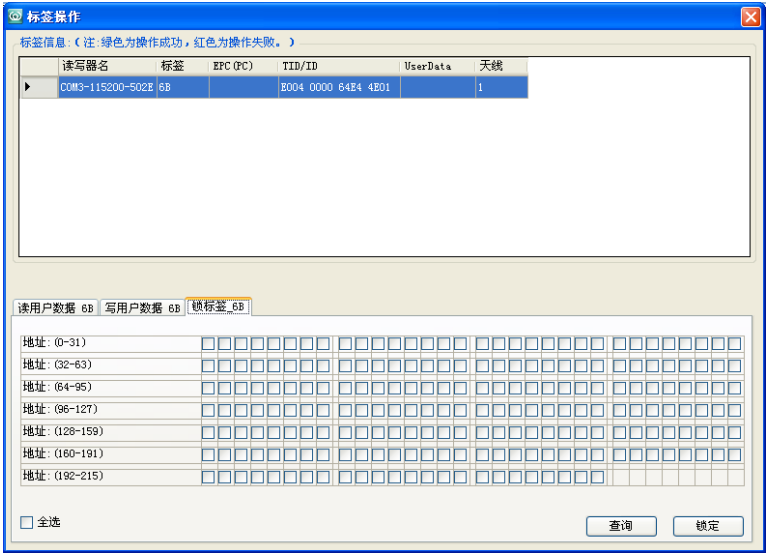 标签操作
标签信息:(注:绿色为操作成功，红色为操作失败。)
读写器名 标签 EPC(PC) TID/ID UserData 天线
COM3-115200-502E 6B E004 0000 64E4 4E01 1
读用户数据 6B 写用户数据 6B 锁标签_6B
地址:(0-31)
地址:(32-63)
地址:(64-95)
地址:(96-127)
地址:(128-159)
地址:(160-191)
地址:(192-215)
全选 查询 锁定